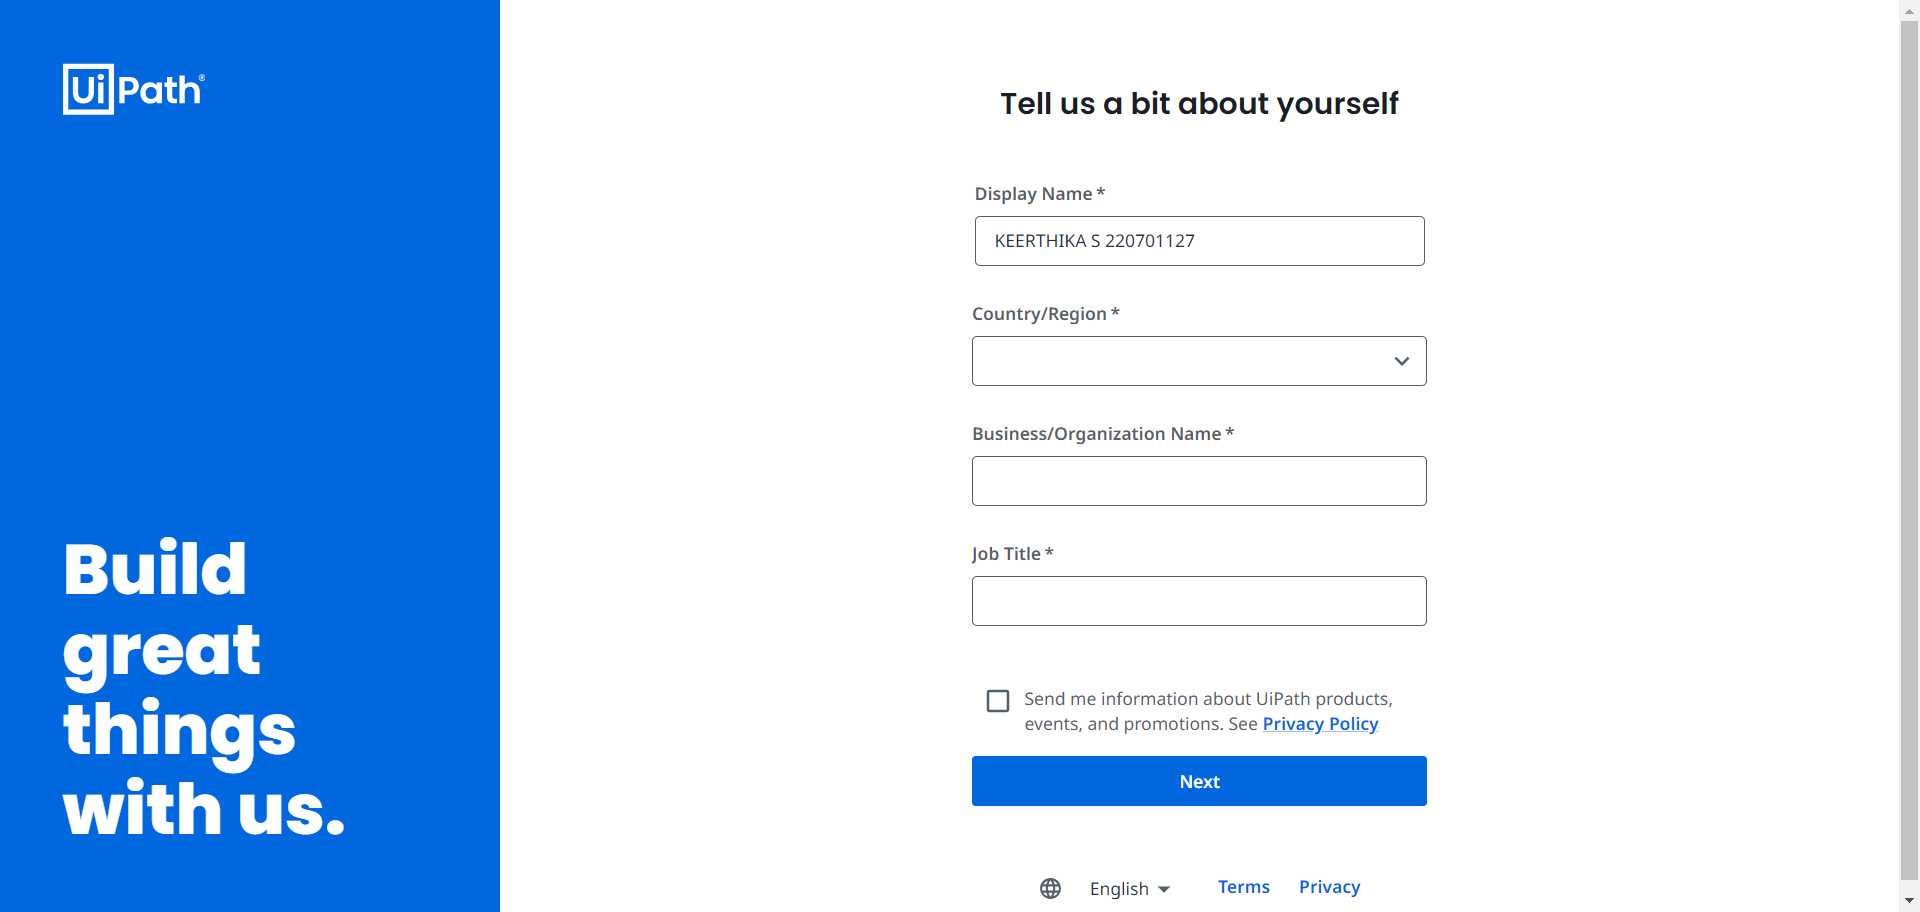 UiPath®
Build
great
things
with us.
Tell us a bit about yourself
Display Name *
KEERTHIKA S 220701127
Country/Region *
Business/Organization Name *
Job Title *
Send me information about UiPath products,
events, and promotions. See Privacy Policy
Next
English
Terms
Privacy